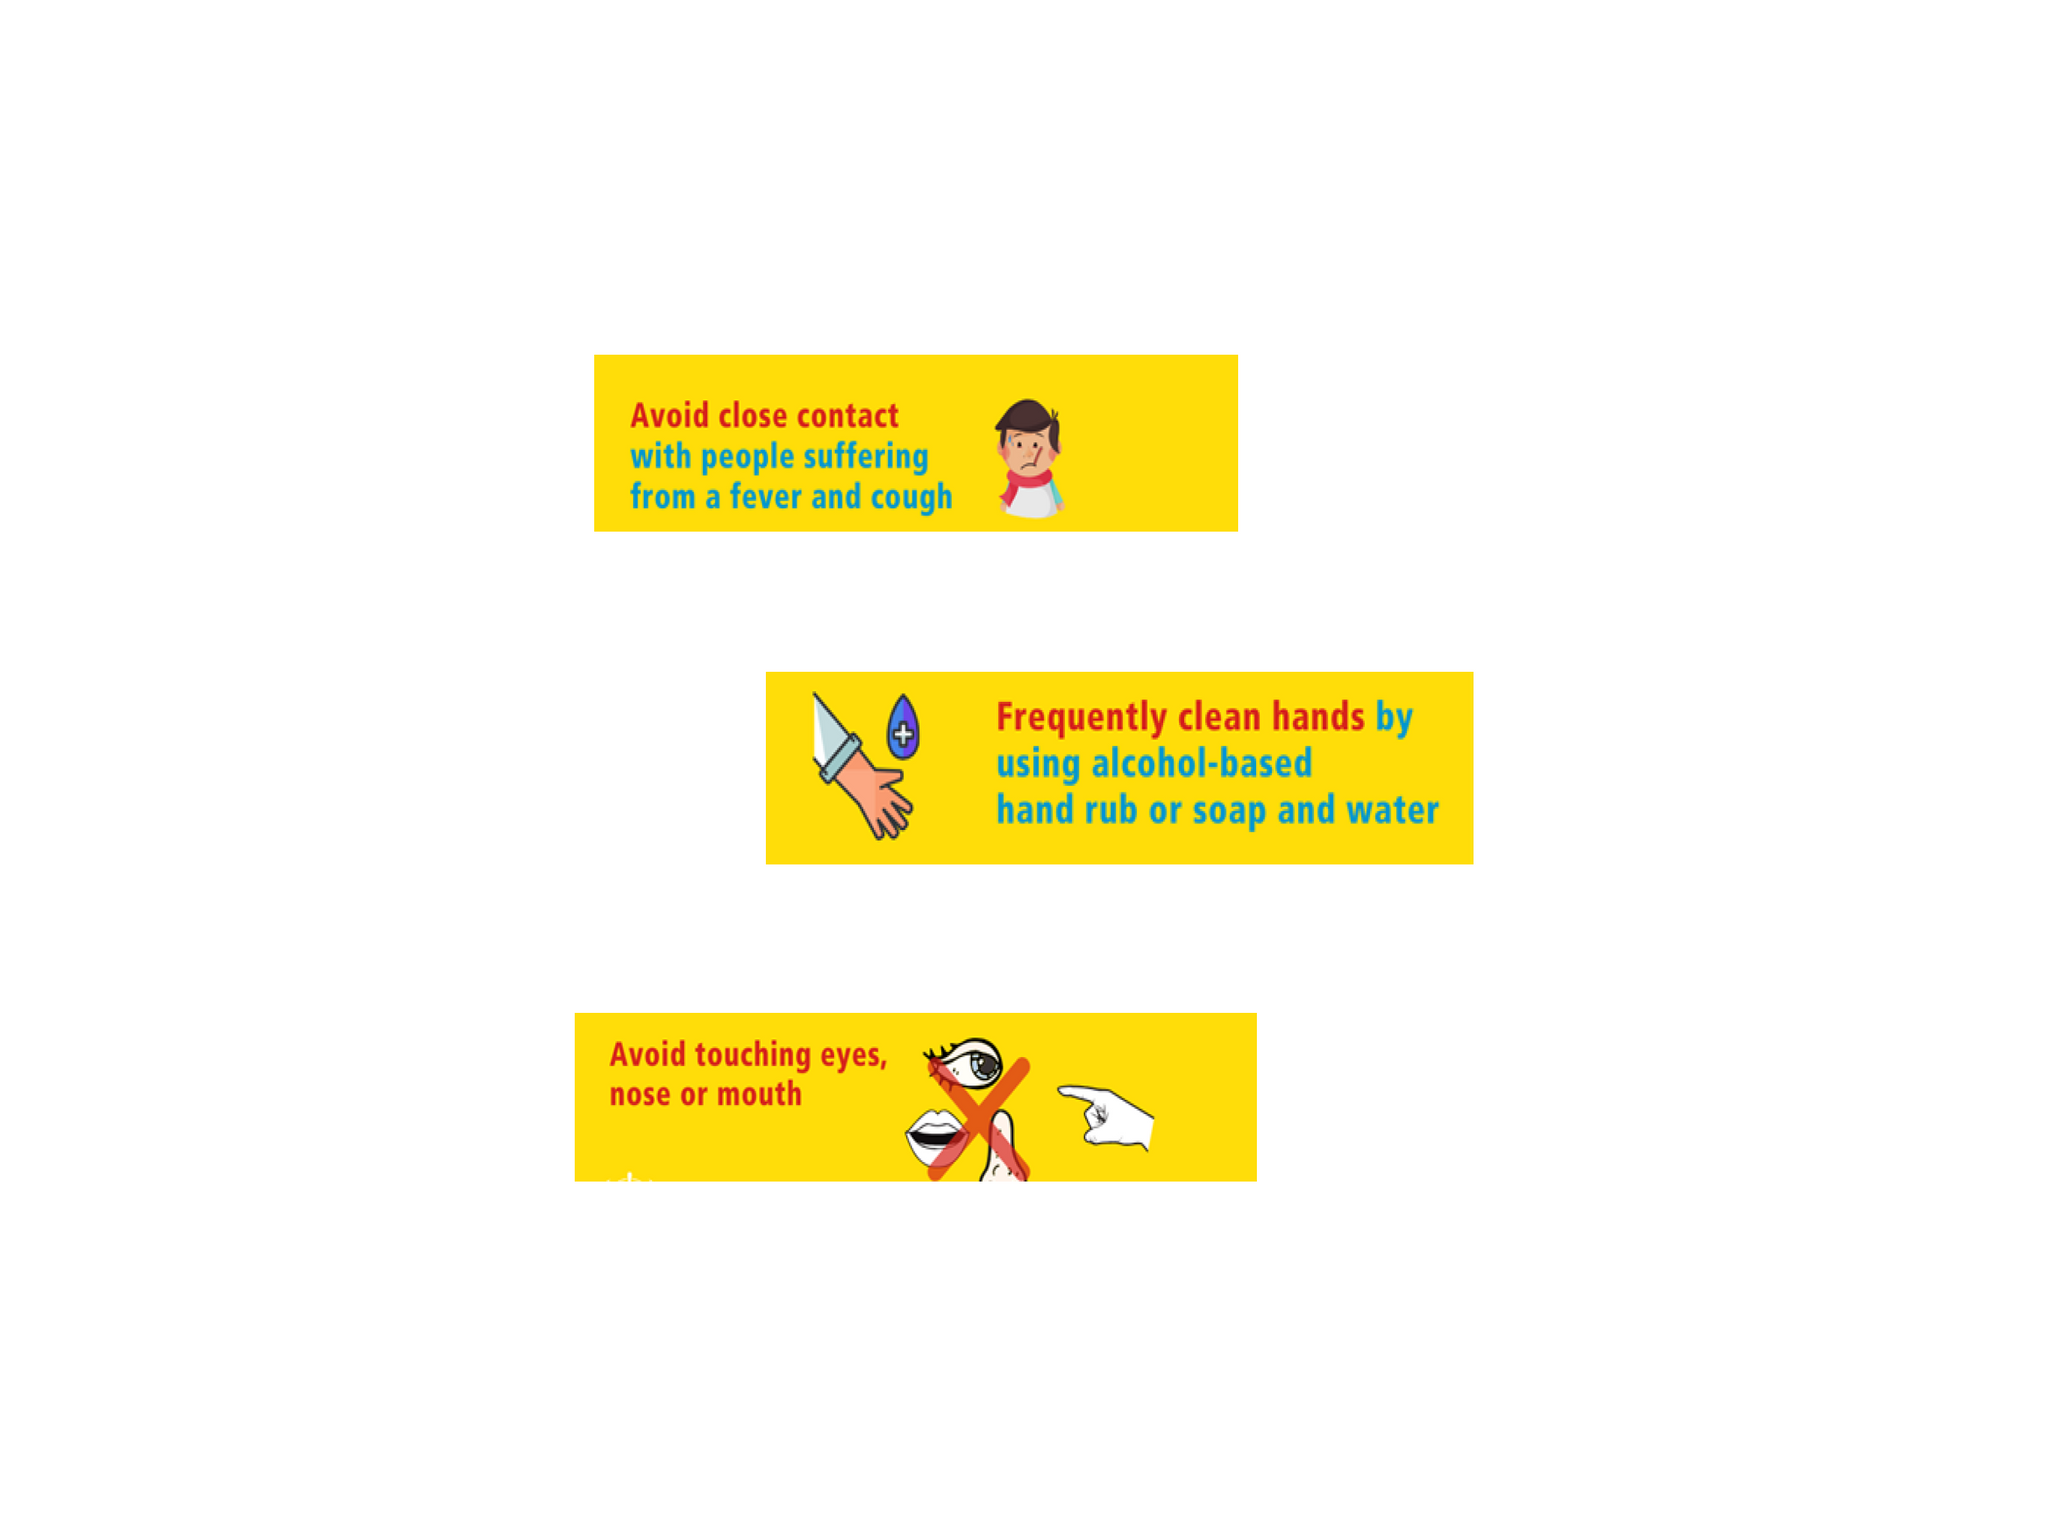 Avoid close contact
with people suffering
from a fever and cough
Frequently clean hands by
using alcohol-based
hand rub or soap and water
Avoid touching eyes,
nose or mouth